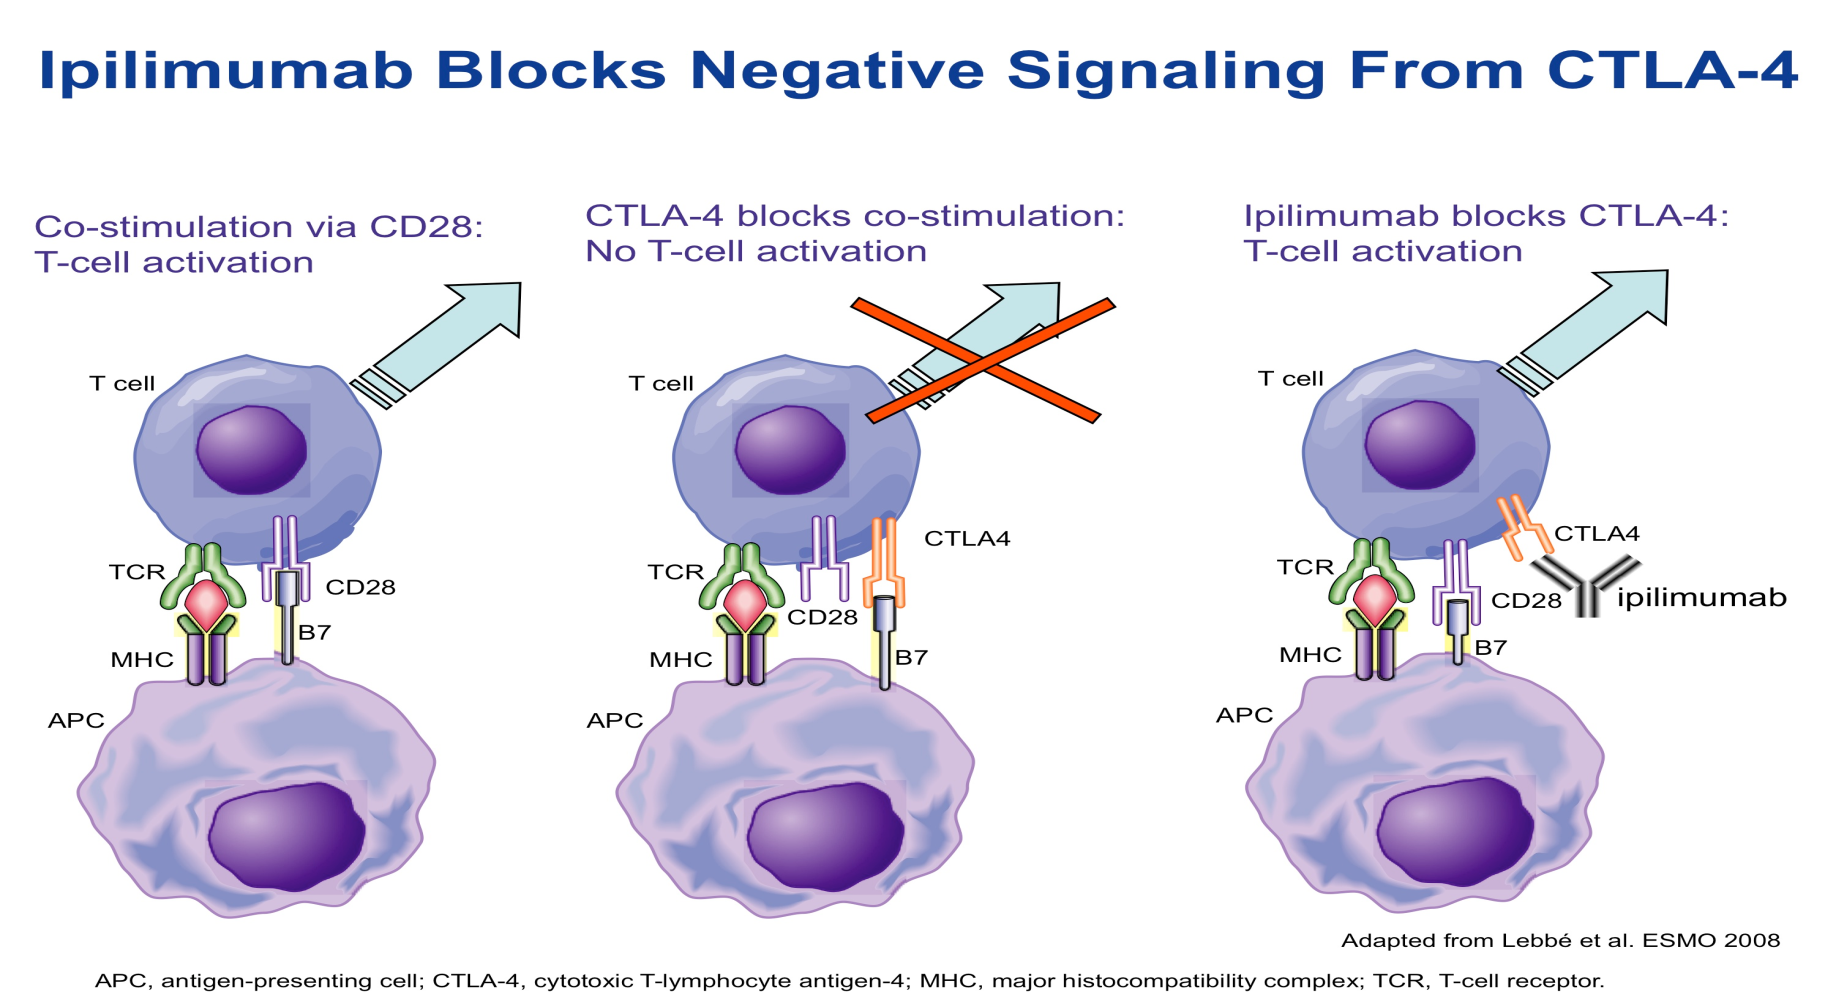 Ipilimumab Blocks Negative Signaling From CTLA-4
Co-stimulation via CD28:
T-cell activation
T cell
TCR
CD28
B7
MHC
APC
CTLA-4 blocks co-stimulation:
No T-cell activation
T cell
CTLA4
TCR
CD28
B7
MHC
APC
Ipilimumab blocks CTLA-4:
T-cell activation
T cell
CTLA4
TCR
CD28
ipilimumab
B7
MHC
APC
Adapted from Lebbé et al. ESMO 2008
APC, antigen-presenting cell; CTLA-4, cytotoxic T-lymphocyte antigen-4; MHC, major histocompatibility complex; TCR, T-cell receptor.